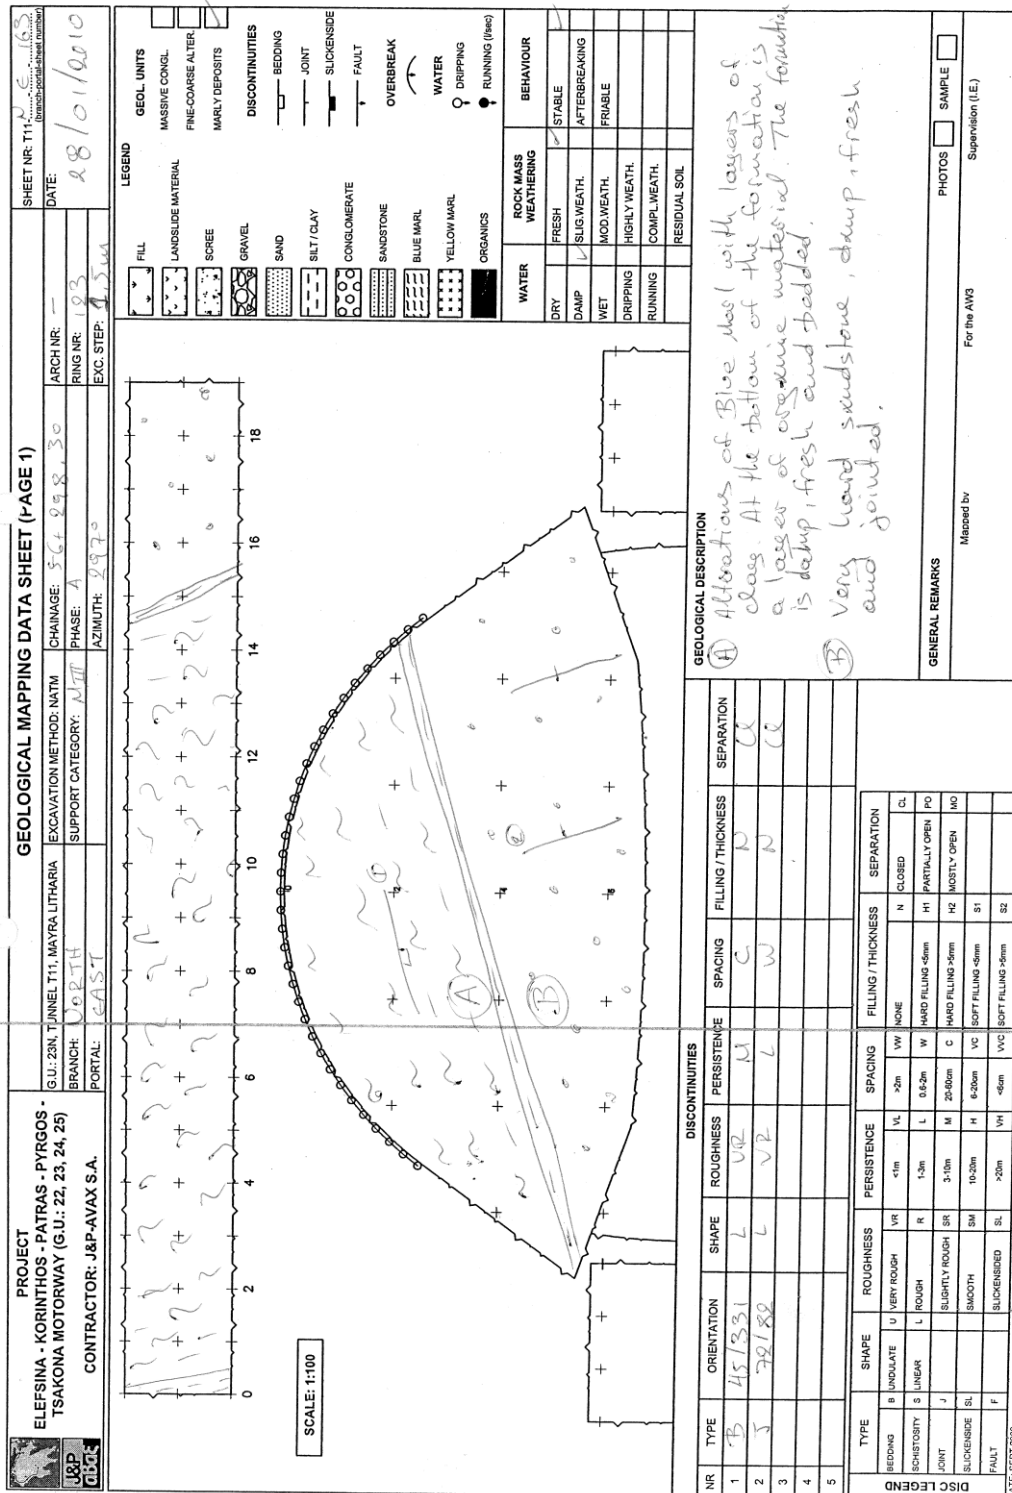 GEOLOGICAL MAPPING DATA SHEET (PAGE 1)
PROJECT
ELEFSINA - KORINTHOS - PATRAS - PYRGOS -
TSAKONA MOTORWAY (G.U.: 22, 23, 24, 25)
CONTRACTOR: J&P-AVAX S.A.
J&P
G.U.: 23N, TUNNEL T11, MAYRA LITHARIA
EXCAVATION METHOD: NATM
CHAINAGE: 56+298,30
ARCH NR: —
SHEET NR: T11-N-E-163
(branch-portal-sheet number)
BRANCH: NORTH
SUPPORT CATEGORY: MIII
PHASE: A
RING NR: 123
DATE: 28/01/2010
PORTAL: EAST
AZIMUTH: 297°
EXC. STEP: 1.5m
0 2 4 6 8 10 12 14 16 18
SCALE: 1:100
A
B
1
2
LEGEND
FILL
LANDSLIDE MATERIAL
SCREE
GRAVEL
SAND
SILT / CLAY
CONGLOMERATE
SANDSTONE
BLUE MARL
YELLOW MARL
ORGANICS
GEOL. UNITS
MASSIVE CONGL.
FINE-COARSE ALTER.
MARLY DEPOSITS
DISCONTINUITIES
BEDDING
JOINT
SLICKENSIDE
FAULT
OVERBREAK
WATER
DRIPPING
RUNNING (l/sec)
WATER ROCK MASS WEATHERING BEHAVIOUR
DRY FRESH STABLE
DAMP SLIG.WEATH. AFTERBREAKING
WET MOD.WEATH. FRIABLE
DRIPPING HIGHLY WEATH.
RUNNING COMPL.WEATH.
RESIDUAL SOIL
DISCONTINUITIES
NR TYPE ORIENTATION SHAPE ROUGHNESS PERSISTENCE SPACING FILLING / THICKNESS SEPARATION
1 B 45/331 L VR M C N CL
2 J 72/82 L VR L W N CL
3
4
5
DISC LEGEND
TYPE SHAPE ROUGHNESS PERSISTENCE SPACING FILLING / THICKNESS SEPARATION
BEDDING B UNDULATE U VERY ROUGH VR <1m VL >2m VW NONE N CLOSED CL
SCHISTOSITY S LINEAR L ROUGH R 1-3m L 0.6-2m W HARD FILLING <5mm H1 PARTIALLY OPEN PO
JOINT J SLIGHTLY ROUGH SR 3-10m M 20-60cm C HARD FILLING >5mm H2 MOSTLY OPEN MO
SLICKENSIDE SL SMOOTH SM 10-20m H 6-20cm VC SOFT FILLING <5mm S1
FAULT F SLICKENSIDED SL >20m VH <6cm VVC SOFT FILLING >5mm S2
GEOLOGICAL DESCRIPTION
A Alterations of Blue Marl with layers of
clay. At the bottom of the formation is
a layer of organic material. The formation
is damp, fresh and bedded.
B Very hard sandstone, damp, fresh
and jointed.
GENERAL REMARKS
PHOTOS
SAMPLE
Mapped by
For the AW3
Supervision (I.E.)